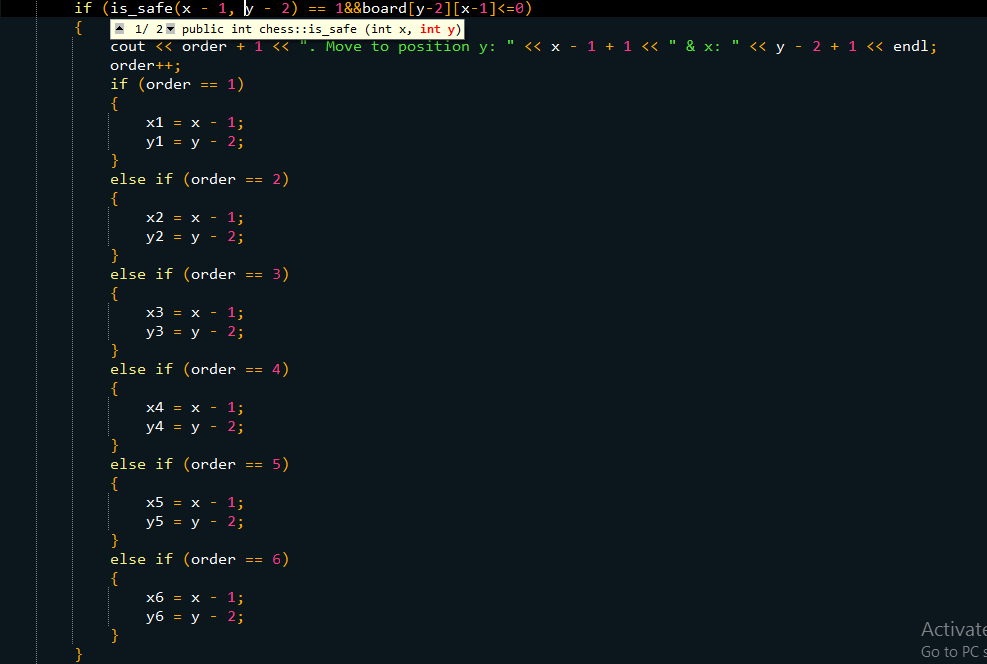 if (is_safe(x - 1, y - 2) == 1&&board[y-2][x-1]<=0)
{
1/ 2 public int chess::is_safe (int x, int y)
cout << order + 1 << ". Move to position y: " << x - 1 + 1 << " & x: " << y - 2 + 1 << endl;
order++;
if (order == 1)
{
x1 = x - 1;
y1 = y - 2;
}
else if (order == 2)
{
x2 = x - 1;
y2 = y - 2;
}
else if (order == 3)
{
x3 = x - 1;
y3 = y - 2;
}
else if (order == 4)
{
x4 = x - 1;
y4 = y - 2;
}
else if (order == 5)
{
x5 = x - 1;
y5 = y - 2;
}
else if (order == 6)
{
x6 = x - 1;
y6 = y - 2;
}
}
Activate
Go to PC s